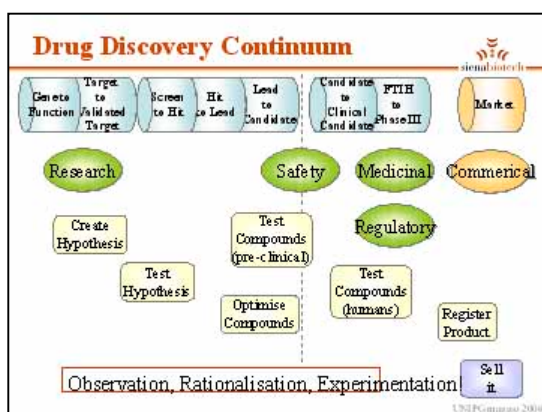 Drug Discovery Continuum
sienabiotech
Gene to
Function
Target
to
Validated
Target
Screen
to Hit
Hit
to Lead
Lead
to
Candidate
Candidate
to
Clinical
Candidate
FTIH
to
Phase III
Market
Research
Safety
Medicinal
Commerical
Regulatory
Create
Hypothesis
Test
Hypothesis
Test
Compounds
(pre-clinical)
Optimise
Compounds
Test
Compounds
(humans)
Register
Product
Sell
it
Observation, Rationalisation, Experimentation